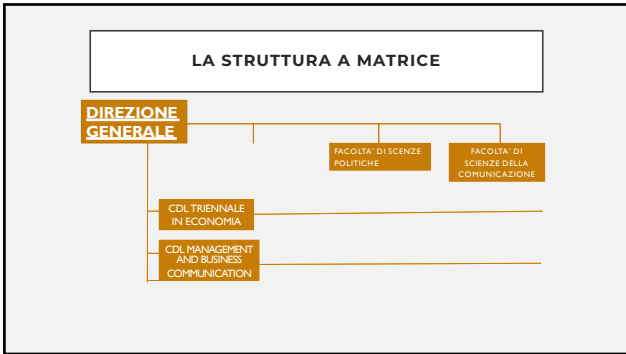 LA STRUTTURA A MATRICE
DIREZIONE
GENERALE
FACOLTA' DI SCENZE
POLITICHE
FACOLTA' DI
SCIENZE DELLA
COMUNICAZIONE
CDL TRIENNALE
IN ECONOMIA
CDL MANAGEMENT
AND BUSINESS
COMMUNICATION